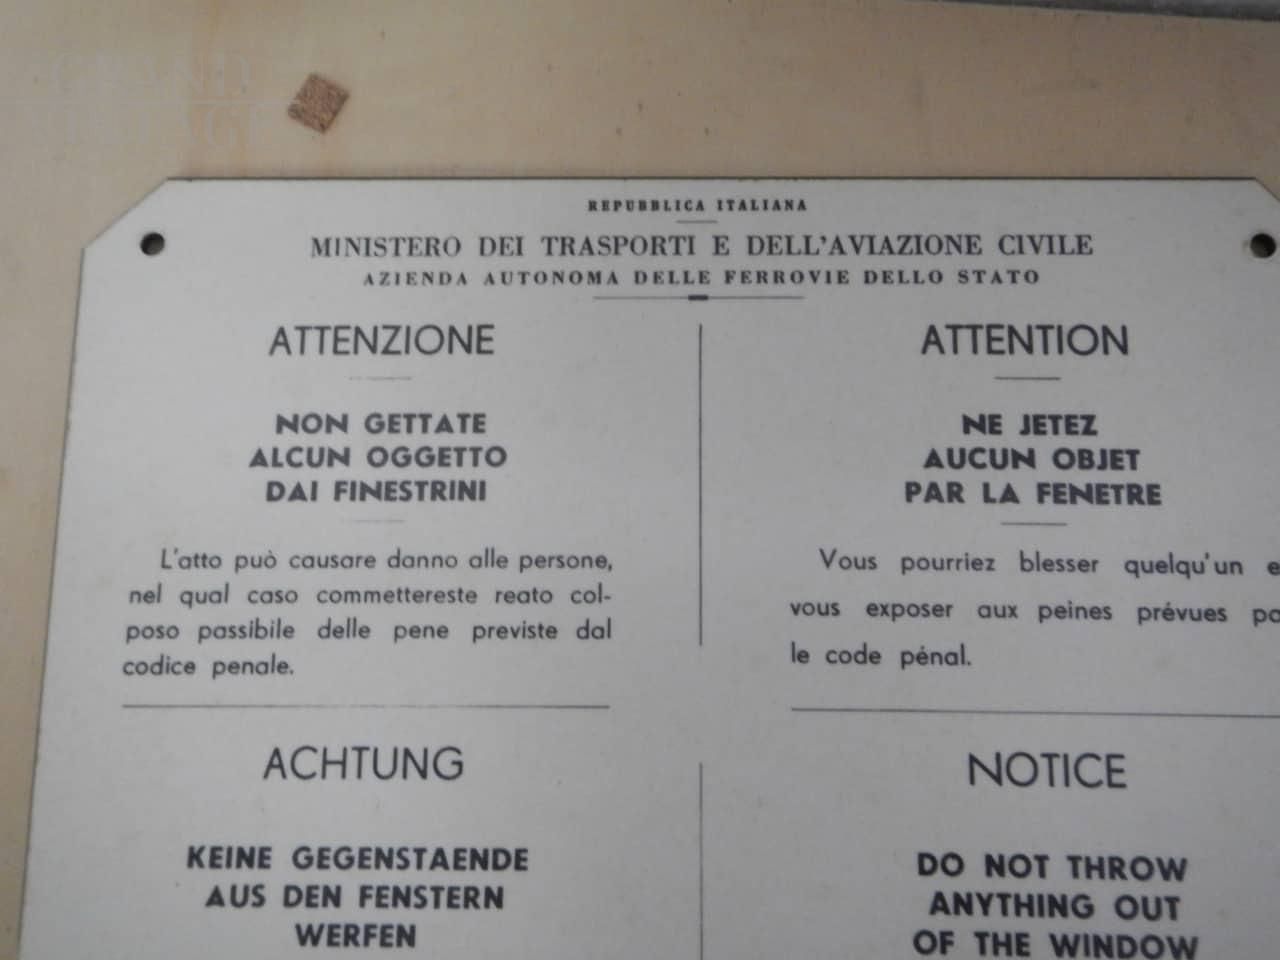 GRAND
VINTAGE
REPUBBLICA ITALIANA
MINISTERO DEI TRASPORTI E DELL'AVIAZIONE CIVILE
AZIENDA AUTONOMA DELLE FERROVIE DELLO STATO
ATTENZIONE
NON GETTATE
ALCUN OGGETTO
DAI FINESTRINI
L'atto può causare danno alle persone,
nel qual caso commettereste reato col-
poso passibile delle pene previste dal
codice penale.
ATTENTION
NE JETEZ
AUCUN OBJET
PAR LA FENETRE
Vous pourriez blesser quelqu'un
vous exposer aux peines prévues
le code pénal.
ACHTUNG
KEINE GEGENSTAENDE
AUS DEN FENSTERN
WERFEN
NOTICE
DO NOT THROW
ANYTHING OUT
OF THE WINDOW